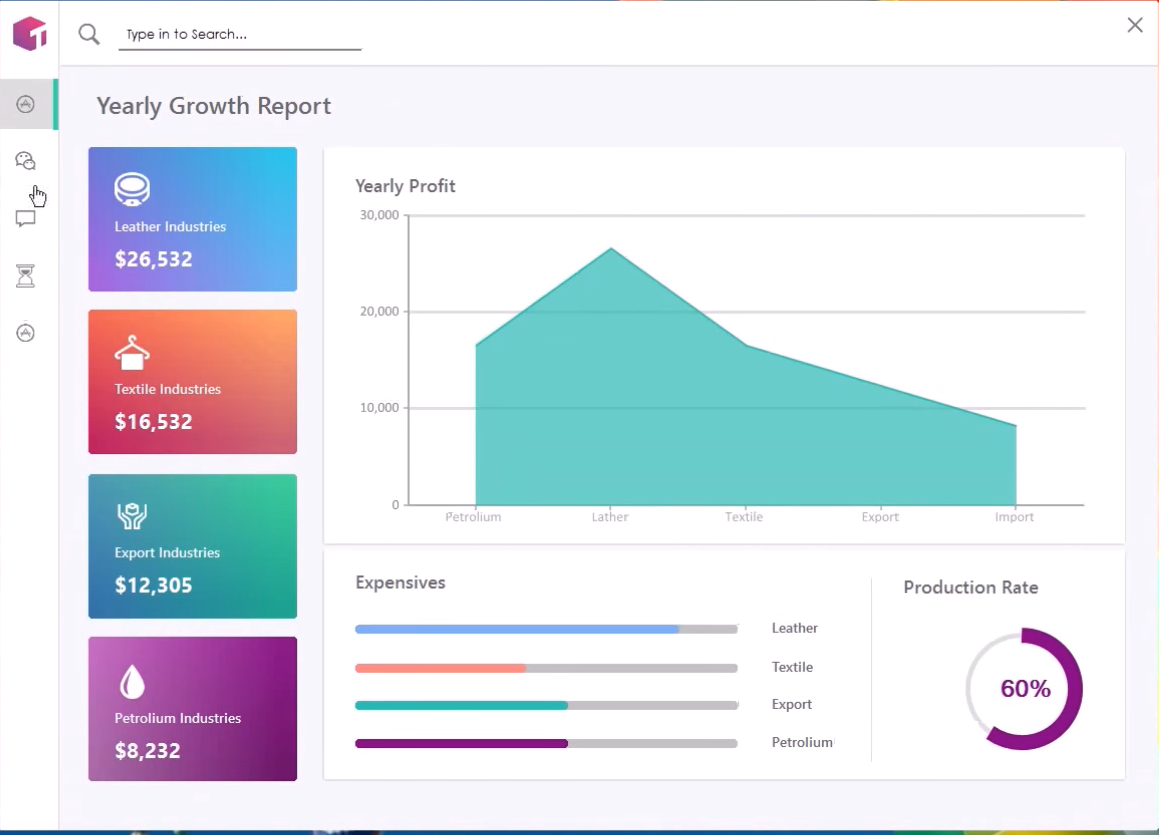 Type in to Search...
Yearly Growth Report
Leather Industries
$26,532
Textile Industries
$16,532
Export Industries
$12,305
Petrolium Industries
$8,232
Yearly Profit
30,000
20,000
10,000
0
Petrolium Lather Textile Export Import
Expensives
Leather
Textile
Export
Petrolium
Production Rate
60%